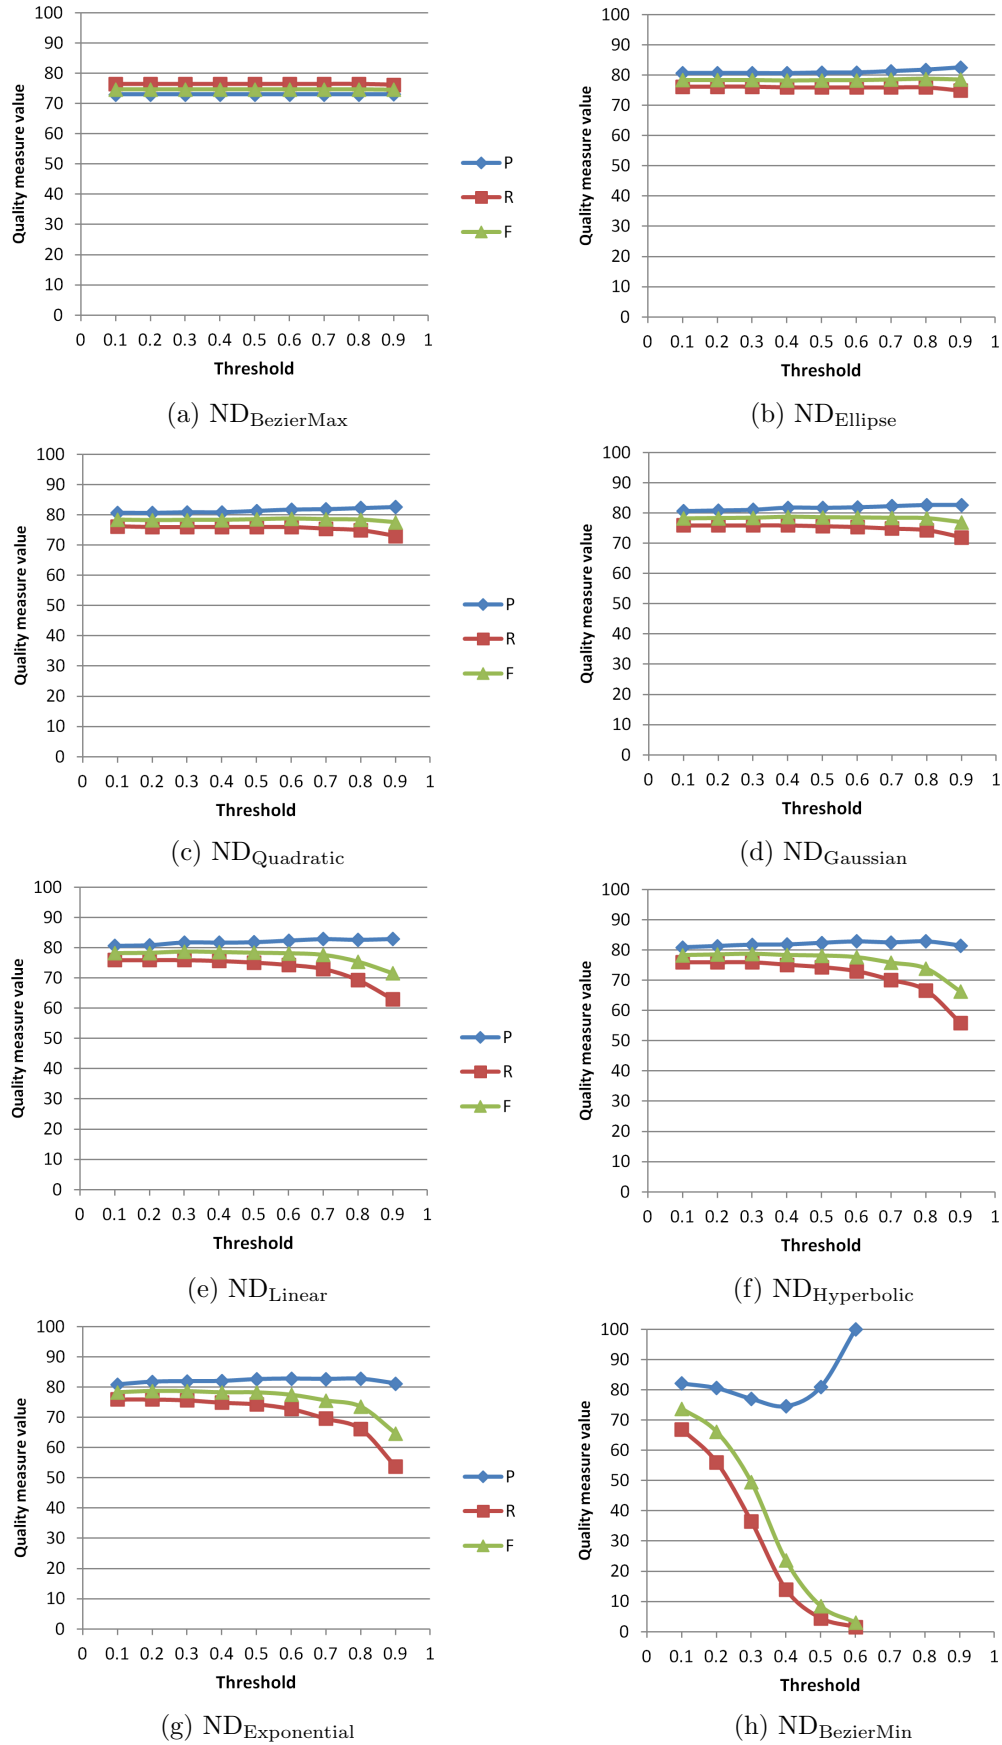 100
90
80
70
60
50
40
30
20
10
0
0 0.1 0.2 0.3 0.4 0.5 0.6 0.7 0.8 0.9 1
Quality measure value
Threshold
P
R
F
(a) ND_BezierMax
100
90
80
70
60
50
40
30
20
10
0
0 0.1 0.2 0.3 0.4 0.5 0.6 0.7 0.8 0.9 1
Quality measure value
Threshold
(b) ND_Ellipse
100
90
80
70
60
50
40
30
20
10
0
0 0.1 0.2 0.3 0.4 0.5 0.6 0.7 0.8 0.9 1
Quality measure value
Threshold
P
R
F
(c) ND_Quadratic
100
90
80
70
60
50
40
30
20
10
0
0 0.1 0.2 0.3 0.4 0.5 0.6 0.7 0.8 0.9 1
Quality measure value
Threshold
(d) ND_Gaussian
100
90
80
70
60
50
40
30
20
10
0
0 0.1 0.2 0.3 0.4 0.5 0.6 0.7 0.8 0.9 1
Quality measure value
Threshold
P
R
F
(e) ND_Linear
100
90
80
70
60
50
40
30
20
10
0
0 0.1 0.2 0.3 0.4 0.5 0.6 0.7 0.8 0.9 1
Quality measure value
Threshold
(f) ND_Hyperbolic
100
90
80
70
60
50
40
30
20
10
0
0 0.1 0.2 0.3 0.4 0.5 0.6 0.7 0.8 0.9 1
Quality measure value
Threshold
P
R
F
(g) ND_Exponential
100
90
80
70
60
50
40
30
20
10
0
0 0.1 0.2 0.3 0.4 0.5 0.6 0.7 0.8 0.9 1
Quality measure value
Threshold
(h) ND_BezierMin